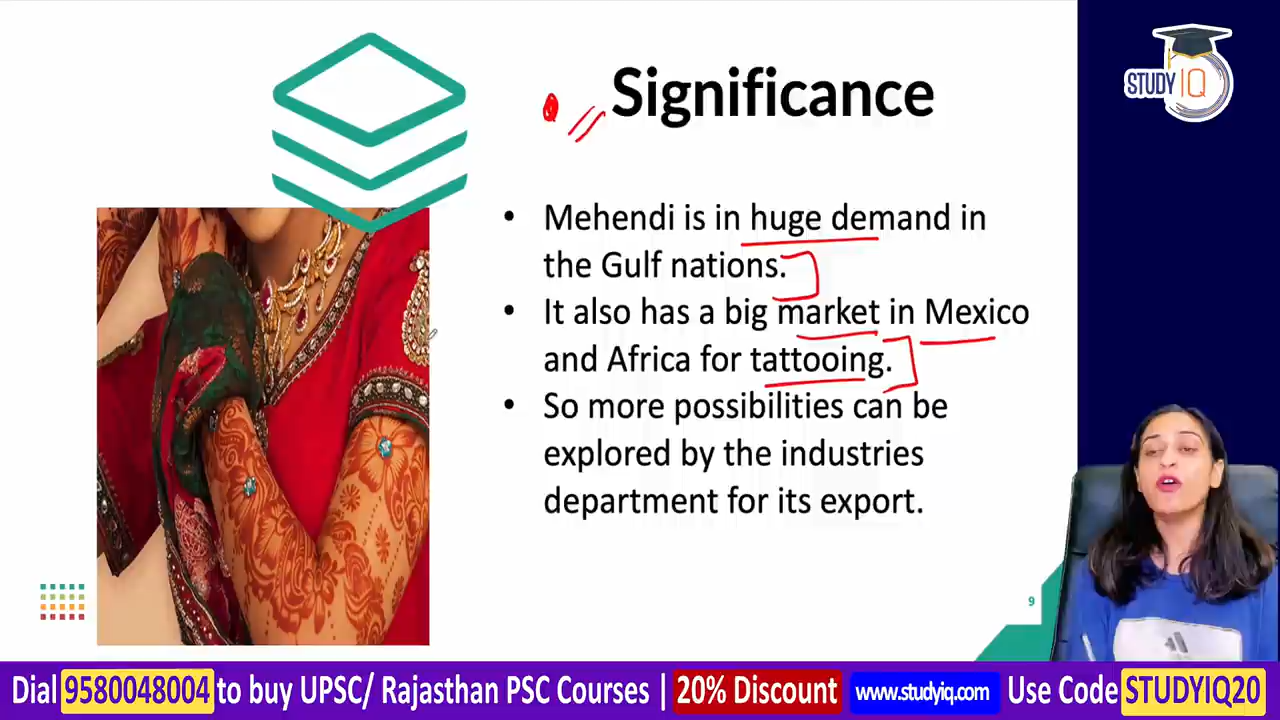 STUDY IQ
Significance
• Mehendi is in huge demand in
the Gulf nations.
• It also has a big market in Mexico
and Africa for tattooing.
• So more possibilities can be
explored by the industries
department for its export.
9
Dial 9580048004 to buy UPSC/ Rajasthan PSC Courses | 20% Discount www.studyiq.com Use Code STUDYIQ20